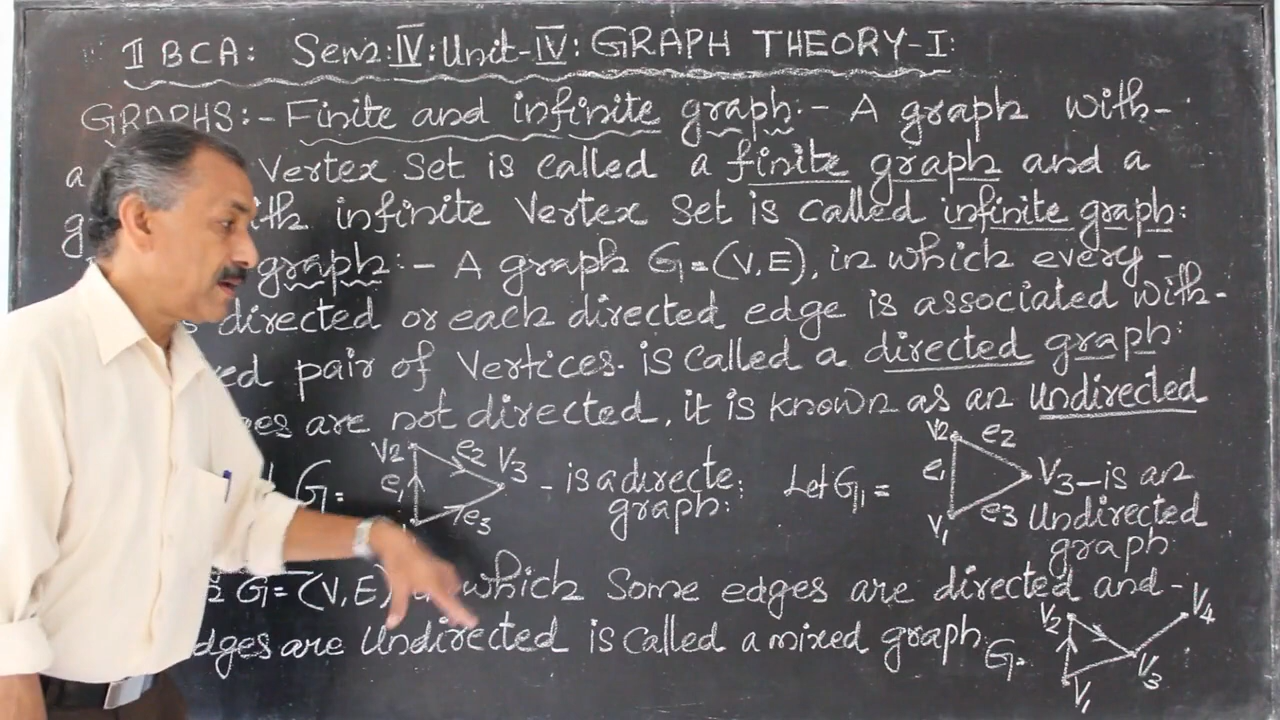 II BCA: Sem: IV: Unit-IV: GRAPH THEORY-I:
GRAPHS:- Finite and infinite graph:- A graph with-
a Vertex Set is called a finite graph and a
infinite Vertex Set is called infinite graph:
graph:- A graph G=(V,E), in which every-
directed or each directed edge is associated with-
pair of Vertices. is called a directed graph:
are not directed, it is known as an undirected
G= V2 e1 e2 V3 e3 - is a directe graph: Let G1 = V2 e1 V1 e2 e3 V3 - is an Undirected graph
G=(V,E) which Some edges are directed and-
are Undirected is called a mixed graph. G= V2 V1 V3 V4